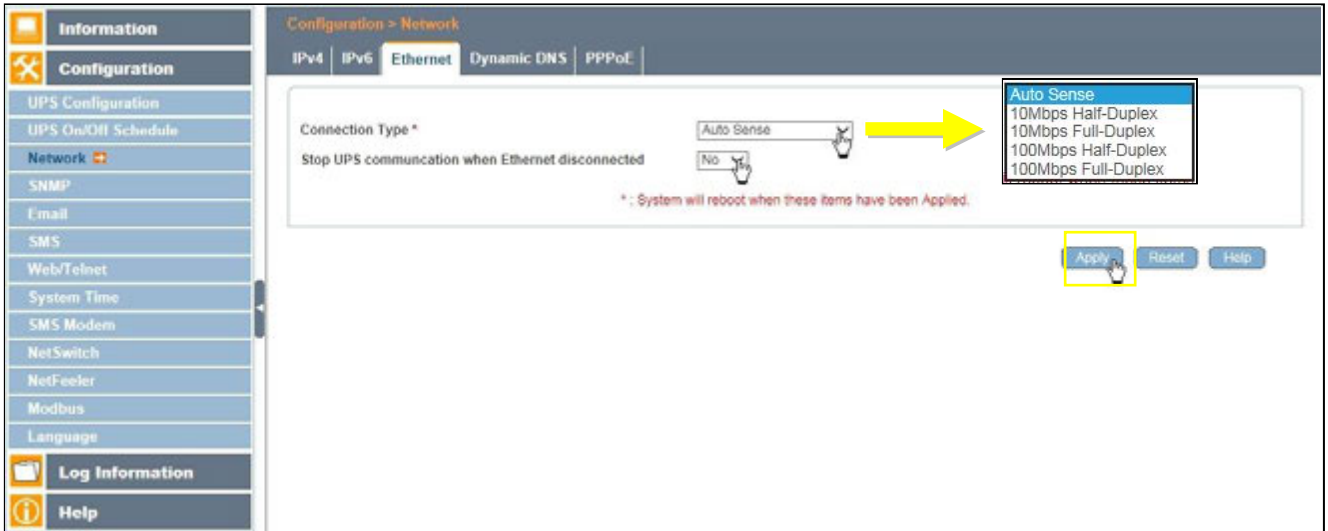 Information
Configuration
UPS Configuration
UPS On/Off Schedule
Network
SNMP
Email
SMS
Web/Telnet
System Time
SMS Modem
NetSwitch
NetFeeler
Modbus
Language
Log Information
Help
Configuration > Network
IPv4 IPv6 Ethernet Dynamic DNS PPPoE
Connection Type * Auto Sense
Stop UPS communcation when Ethernet disconnected No
* : System will reboot when these items have been Applied.
Auto Sense
10Mbps Half-Duplex
10Mbps Full-Duplex
100Mbps Half-Duplex
100Mbps Full-Duplex
Apply Reset Help